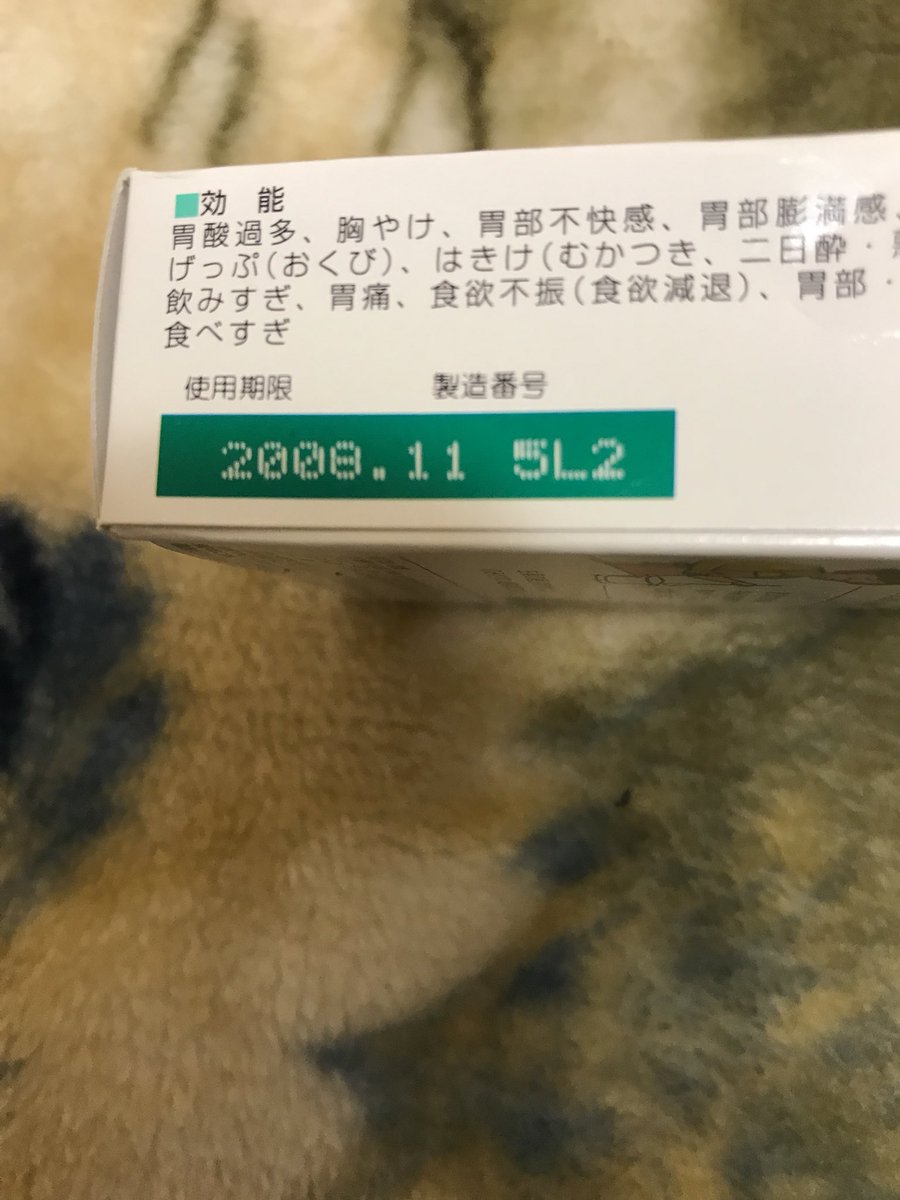 ■効 能
胃酸過多、胸やけ、胃部不快感、胃部膨満感、
げっぷ(おくび)、はきけ(むかつき、二日酔・
飲みすぎ、胃痛、食欲不振(食欲減退)、胃部・
食べすぎ
使用期限 製造番号
2008.11 5L2